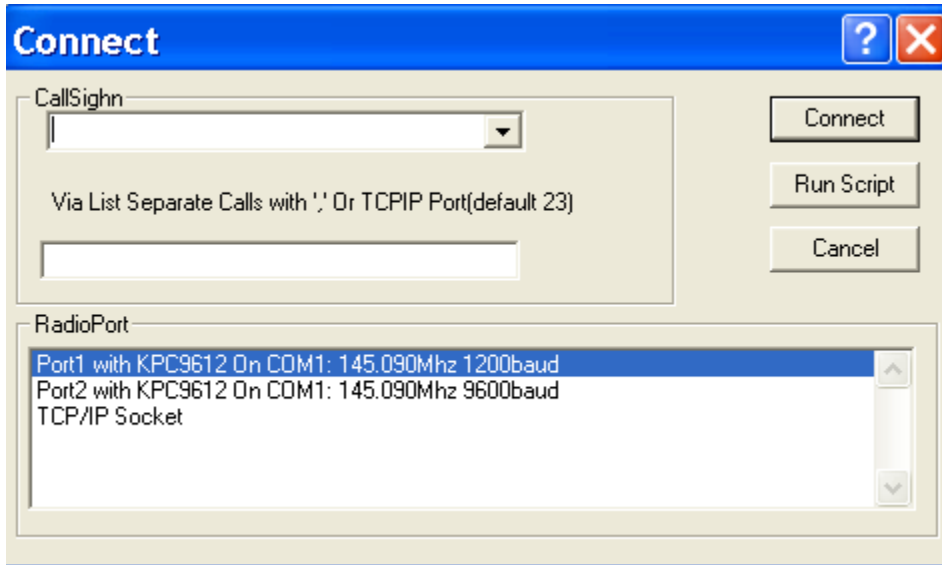 Connect
CallSighn
Connect
Via List Separate Calls with ',' Or TCPIP Port(default 23)
Run Script
Cancel
RadioPort
Port1 with KPC9612 On COM1: 145.090Mhz 1200baud
Port2 with KPC9612 On COM1: 145.090Mhz 9600baud
TCP/IP Socket